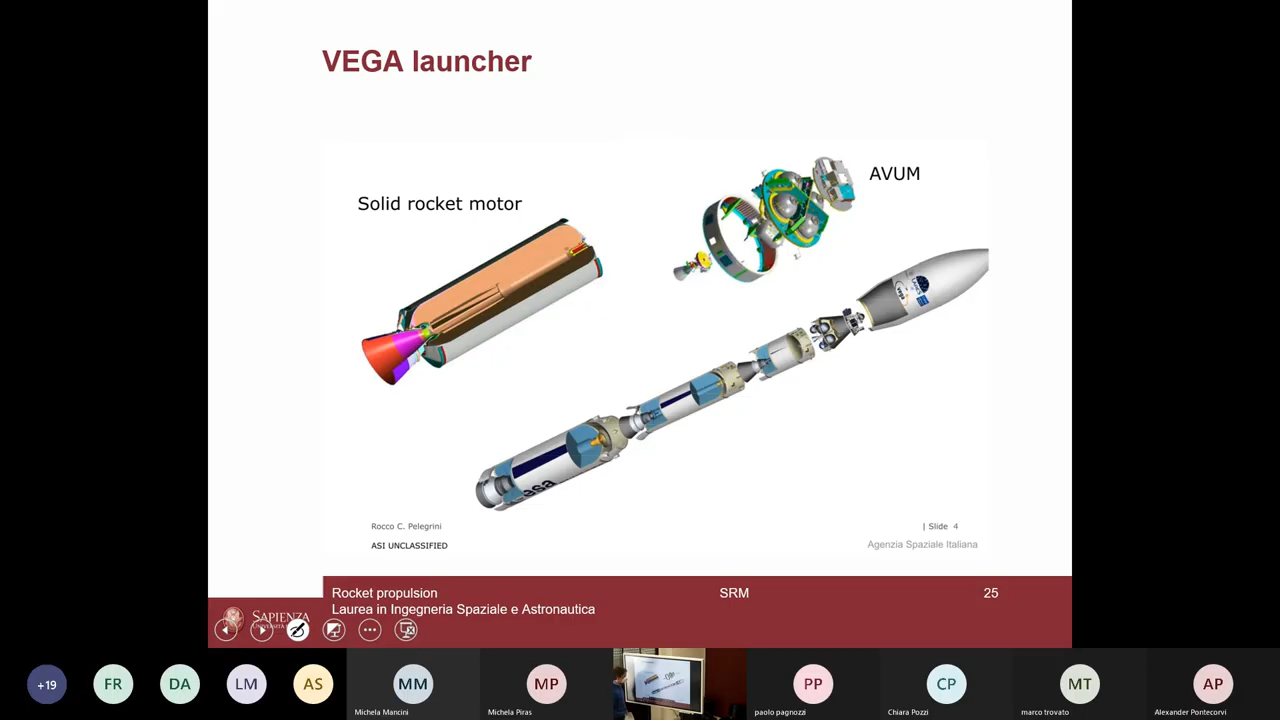 VEGA launcher
Solid rocket motor
AVUM
esa
Rocco C. Pelegrini
| Slide 4
ASI UNCLASSIFIED
Agenzia Spaziale Italiana
Rocket propulsion
SRM
25
Laurea in Ingegneria Spaziale e Astronautica
SAPIENZA
+19
FR
DA
LM
AS
MM
MP
PP
CP
MT
AP
Michela Mancini
Michela Piras
paolo pagnozzi
Chiara Pozzi
marco trovato
Alexander Pontecorvi